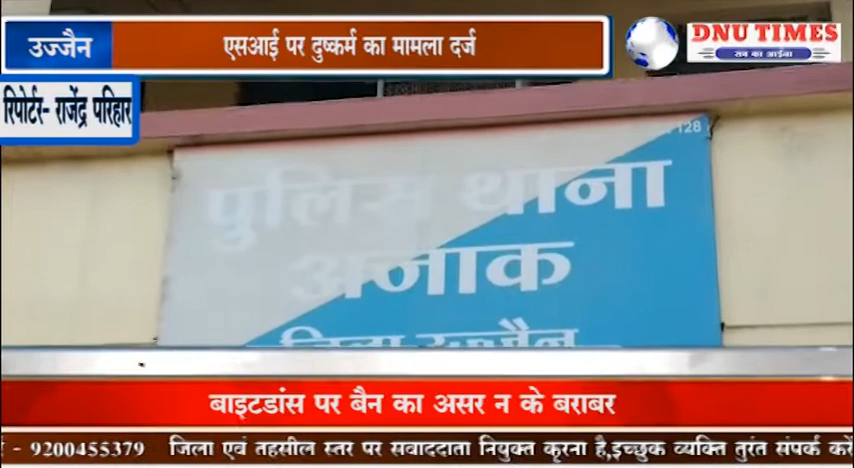 उज्जैन
एसआई पर दुष्कर्म का मामला दर्ज
DNU TIMES
सच का आईना
रिपोर्टर- राजेंद्र परिहार
128
पुलिस थाना
अजाक
जिला उज्जैन
बाइटडांस पर बैन का असर न के बराबर
- 9200455379 जिला एवं तहसील स्तर पर सवाददाता नियुक्त करना है,इच्छुक व्यक्ति तुरंत संपर्क करें